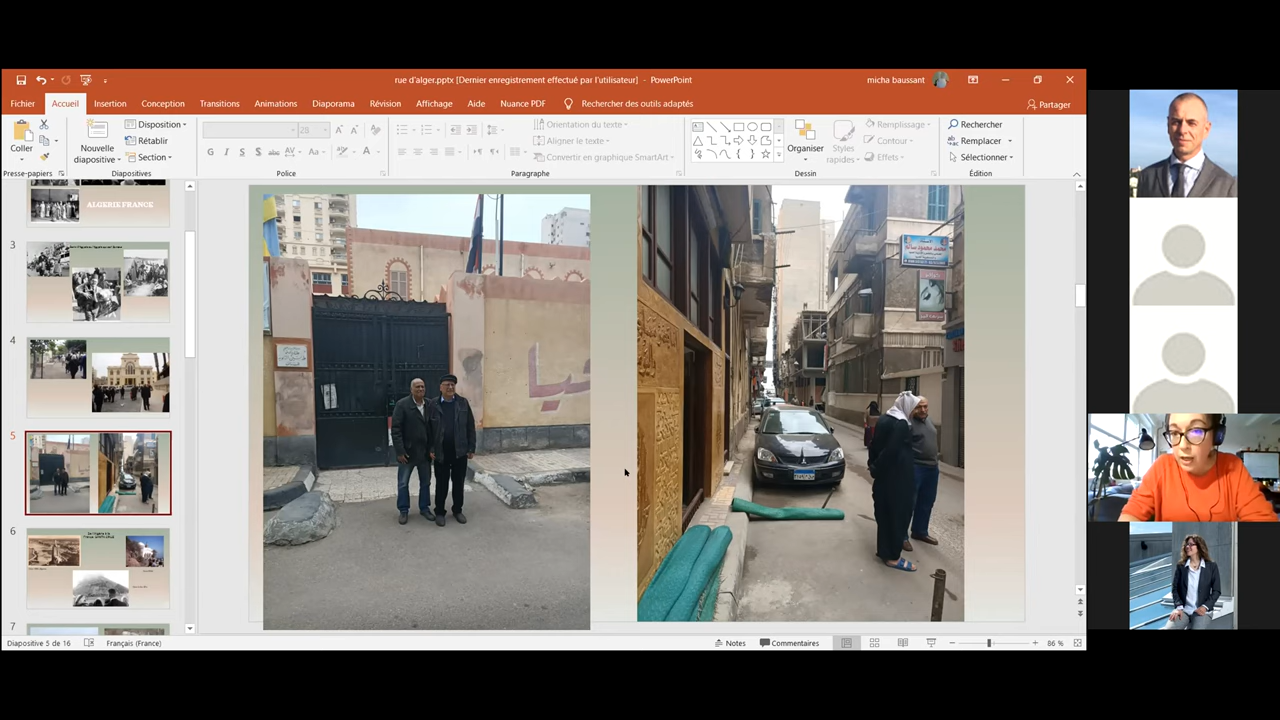 rue d'alger.pptx [Dernier enregistrement effectué par l'utilisateur] - PowerPoint
micha baussant
Fichier
Accueil
Insertion
Conception
Transitions
Animations
Diaporama
Révision
Affichage
Aide
Nuance PDF
Rechercher des outils adaptés
Partager
Coller
Nouvelle
diapositive
Disposition
Rétablir
Section
28
G I S S abc AV Aa A
Orientation du texte
Aligner le texte
Convertir en graphique SmartArt
Organiser
Styles
rapides
Remplissage
Contour
Effets
Rechercher
Remplacer
Sélectionner
Presse-papiers
Diapositives
Police
Paragraphe
Dessin
Édition
ALGERIE FRANCE
3
4
5
6
7
Diapositive 5 de 16
Français (France)
Notes
Commentaires
86 %